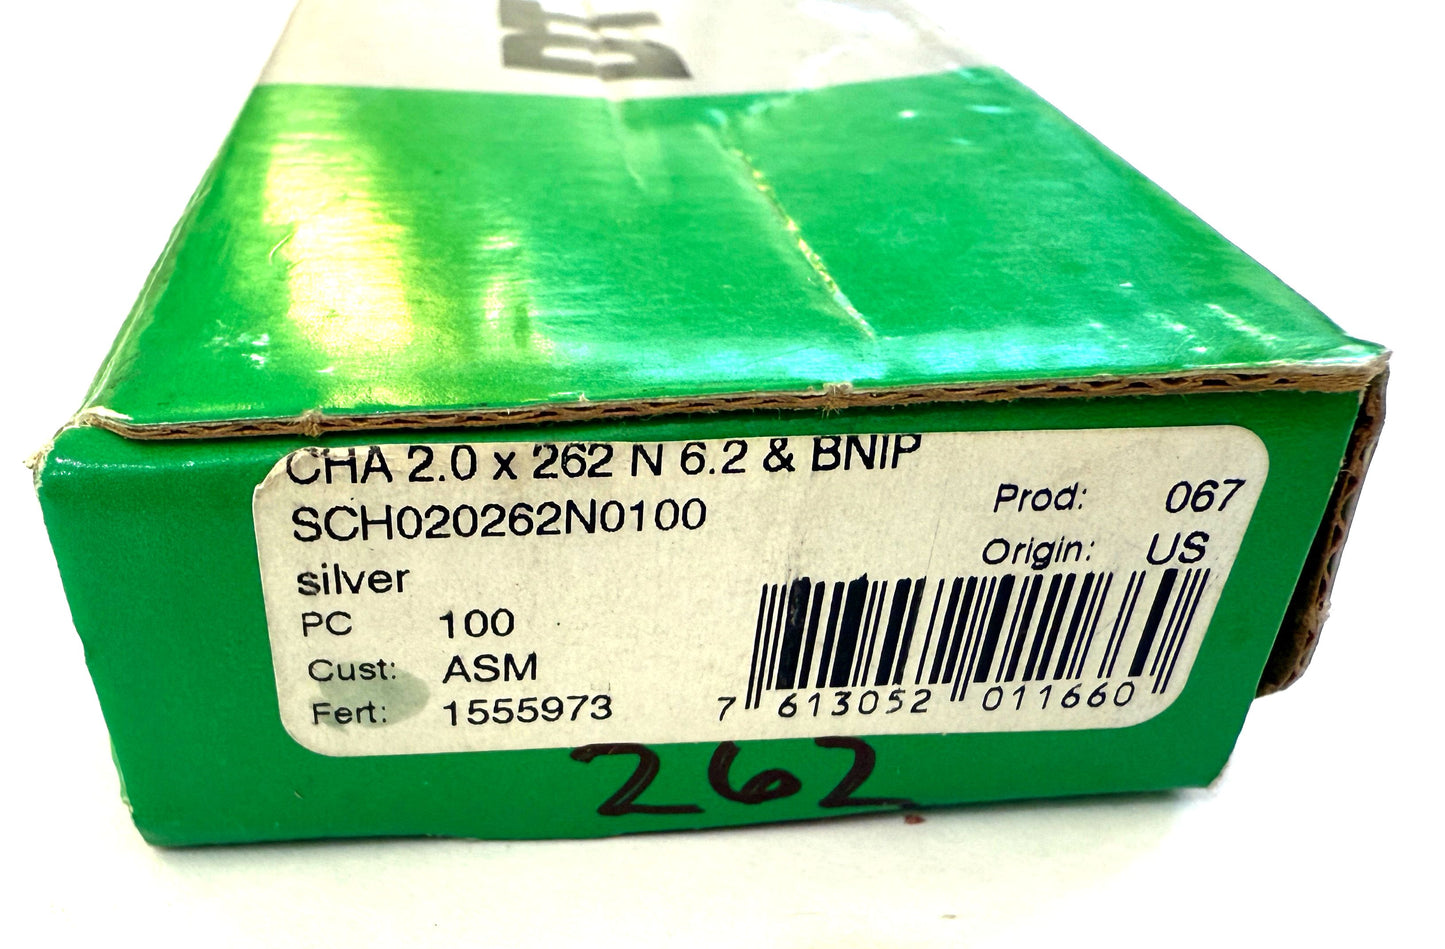 DT
CHA 2.0 x 262 N 6.2 & BNIP
SCH020262N0100
Prod: 067
Origin: US
silver
PC 100
Cust: ASM
Fert: 1555973
7 613052 011660
262